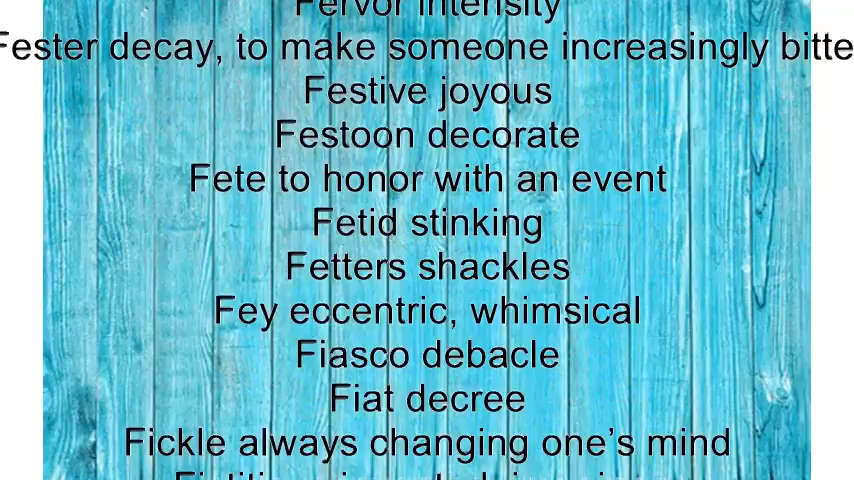 Fervor intensity
Fester decay, to make someone increasingly bitte
Festive joyous
Festoon decorate
Fete to honor with an event
Fetid stinking
Fetters shackles
Fey eccentric, whimsical
Fiasco debacle
Fiat decree
Fickle always changing one’s mind